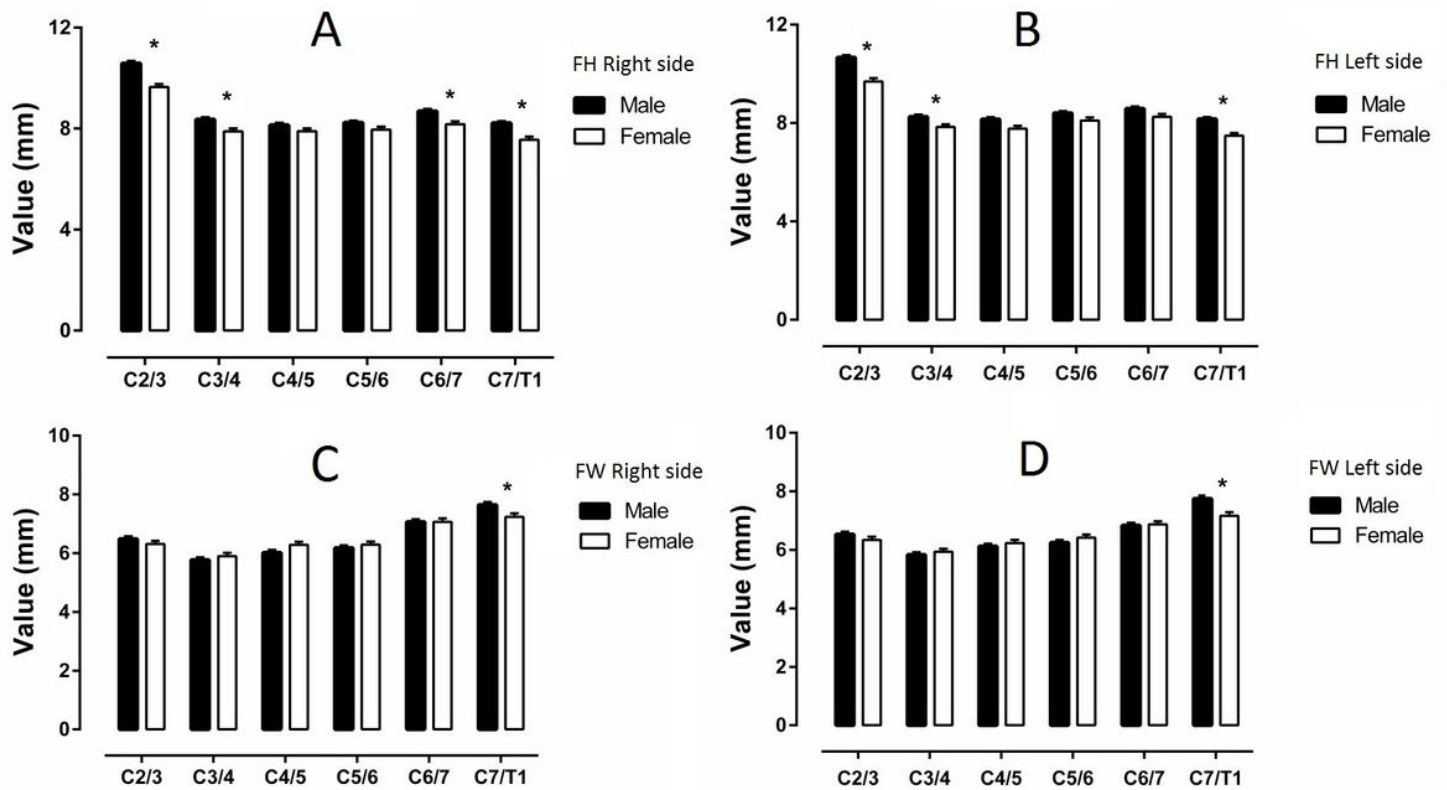 A
12
8
4
0
Value (mm)
* * * *
C2/3 C3/4 C4/5 C5/6 C6/7 C7/T1
FH Right side
Male
Female
B
12
8
4
0
Value (mm)
* * *
C2/3 C3/4 C4/5 C5/6 C6/7 C7/T1
FH Left side
Male
Female
C
10
8
6
4
2
0
Value (mm)
*
C2/3 C3/4 C4/5 C5/6 C6/7 C7/T1
FW Right side
Male
Female
D
10
8
6
4
2
0
Value (mm)
*
C2/3 C3/4 C4/5 C5/6 C6/7 C7/T1
FW Left side
Male
Female